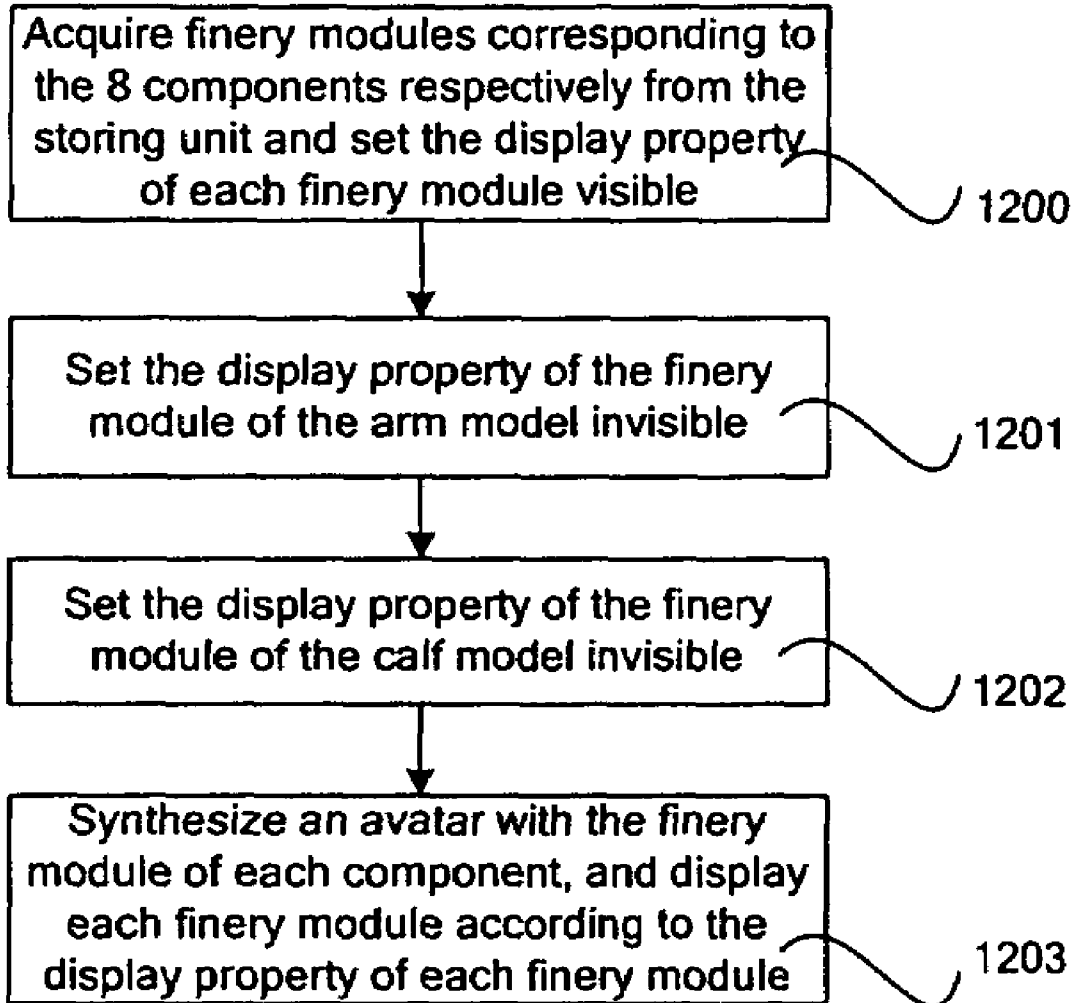 Acquire finery modules corresponding to
the 8 components respectively from the
storing unit and set the display property
of each finery module visible
1200
Set the display property of the finery
module of the arm model invisible
1201
Set the display property of the finery
module of the calf model invisible
1202
Synthesize an avatar with the finery
module of each component, and display
each finery module according to the
display property of each finery module
1203